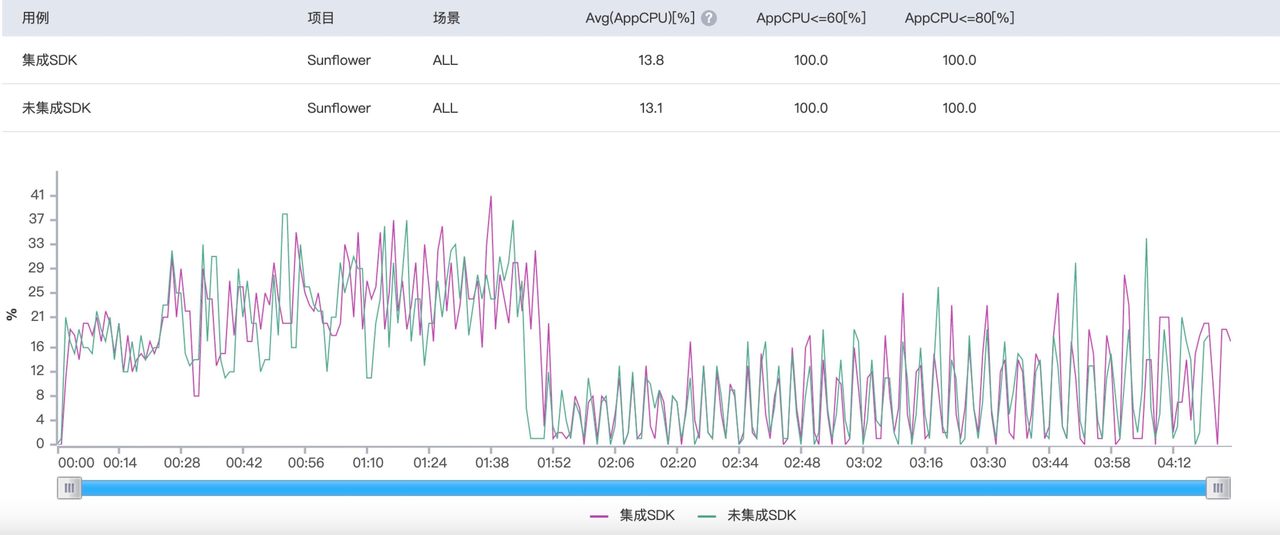 用例 项目 场景 Avg(AppCPU)[%] ? AppCPU<=60[%] AppCPU<=80[%]
集成SDK Sunflower ALL 13.8 100.0 100.0
未集成SDK Sunflower ALL 13.1 100.0 100.0
41
37
33
29
25
21
16
12
8
4
0
%
00:00 00:14 00:28 00:42 00:56 01:10 01:24 01:38 01:52 02:06 02:20 02:34 02:48 03:02 03:16 03:30 03:44 03:58 04:12
集成SDK 未集成SDK